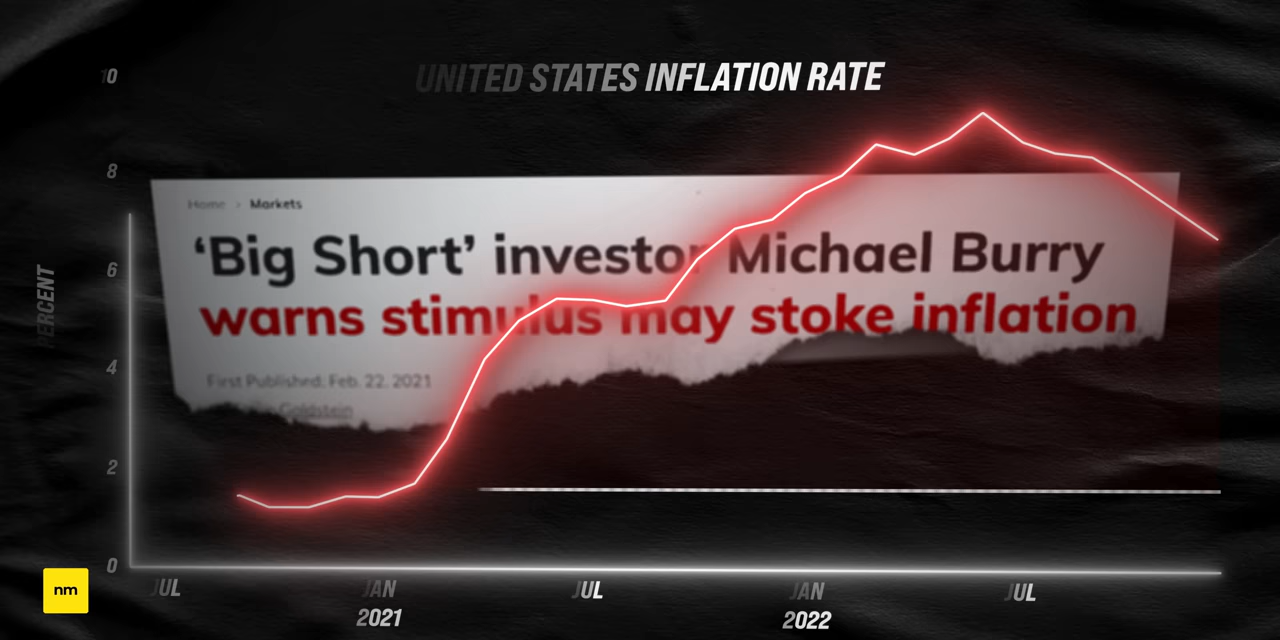 UNITED STATES INFLATION RATE
10
8
6
4
2
0
PERCENT
Home > Markets
‘Big Short’ investor Michael Burry
warns stimulus may stoke inflation
First Published: Feb. 22, 2021
Goldstein
JUL
JAN
2021
JUL
JAN
2022
JUL
nm